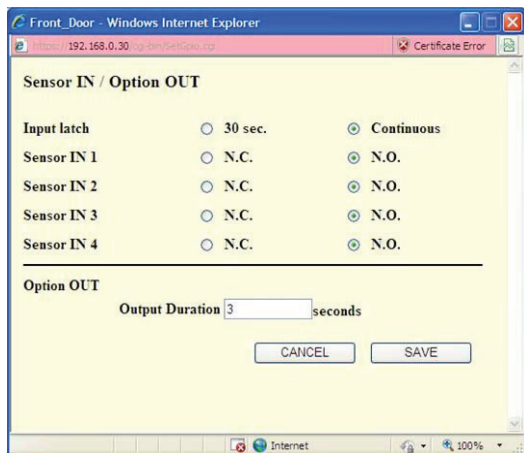 Front_Door - Windows Internet Explorer
https://192.168.0.30/cgi-bin/SetGpio.cgi Certificate Error
Sensor IN / Option OUT
Input latch 30 sec. Continuous
Sensor IN 1 N.C. N.O.
Sensor IN 2 N.C. N.O.
Sensor IN 3 N.C. N.O.
Sensor IN 4 N.C. N.O.
Option OUT
Output Duration 3 seconds
CANCEL SAVE
Internet 100%